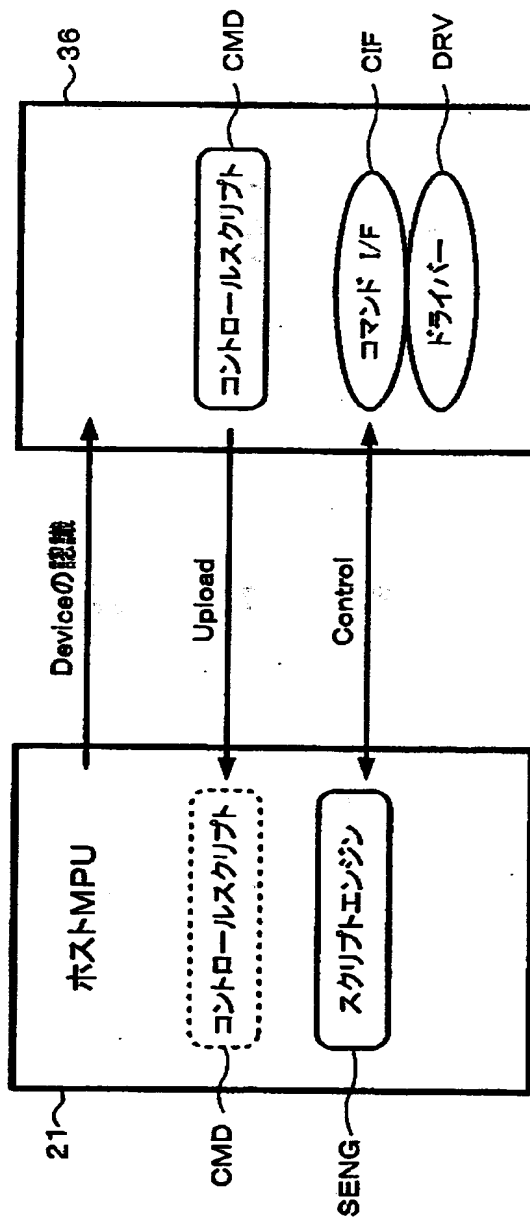 21
ホストMPU
CMD
コントロールスクリプト
SENG
スクリプトエンジン
Deviceの認識
Upload
Control
36
コントロールスクリプト
CMD
コマンド I/F
CIF
ドライバー
DRV